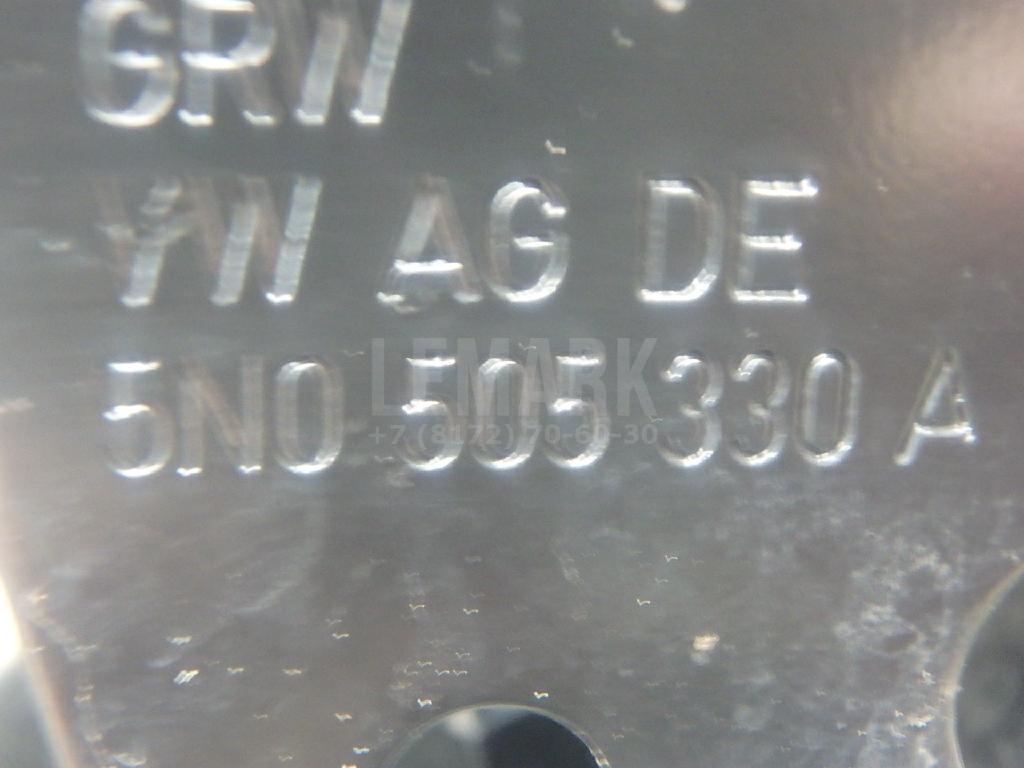 GRW
VW AG DE
5N0 505 330 A
LEMARK
+7 (8172) 70-60-30